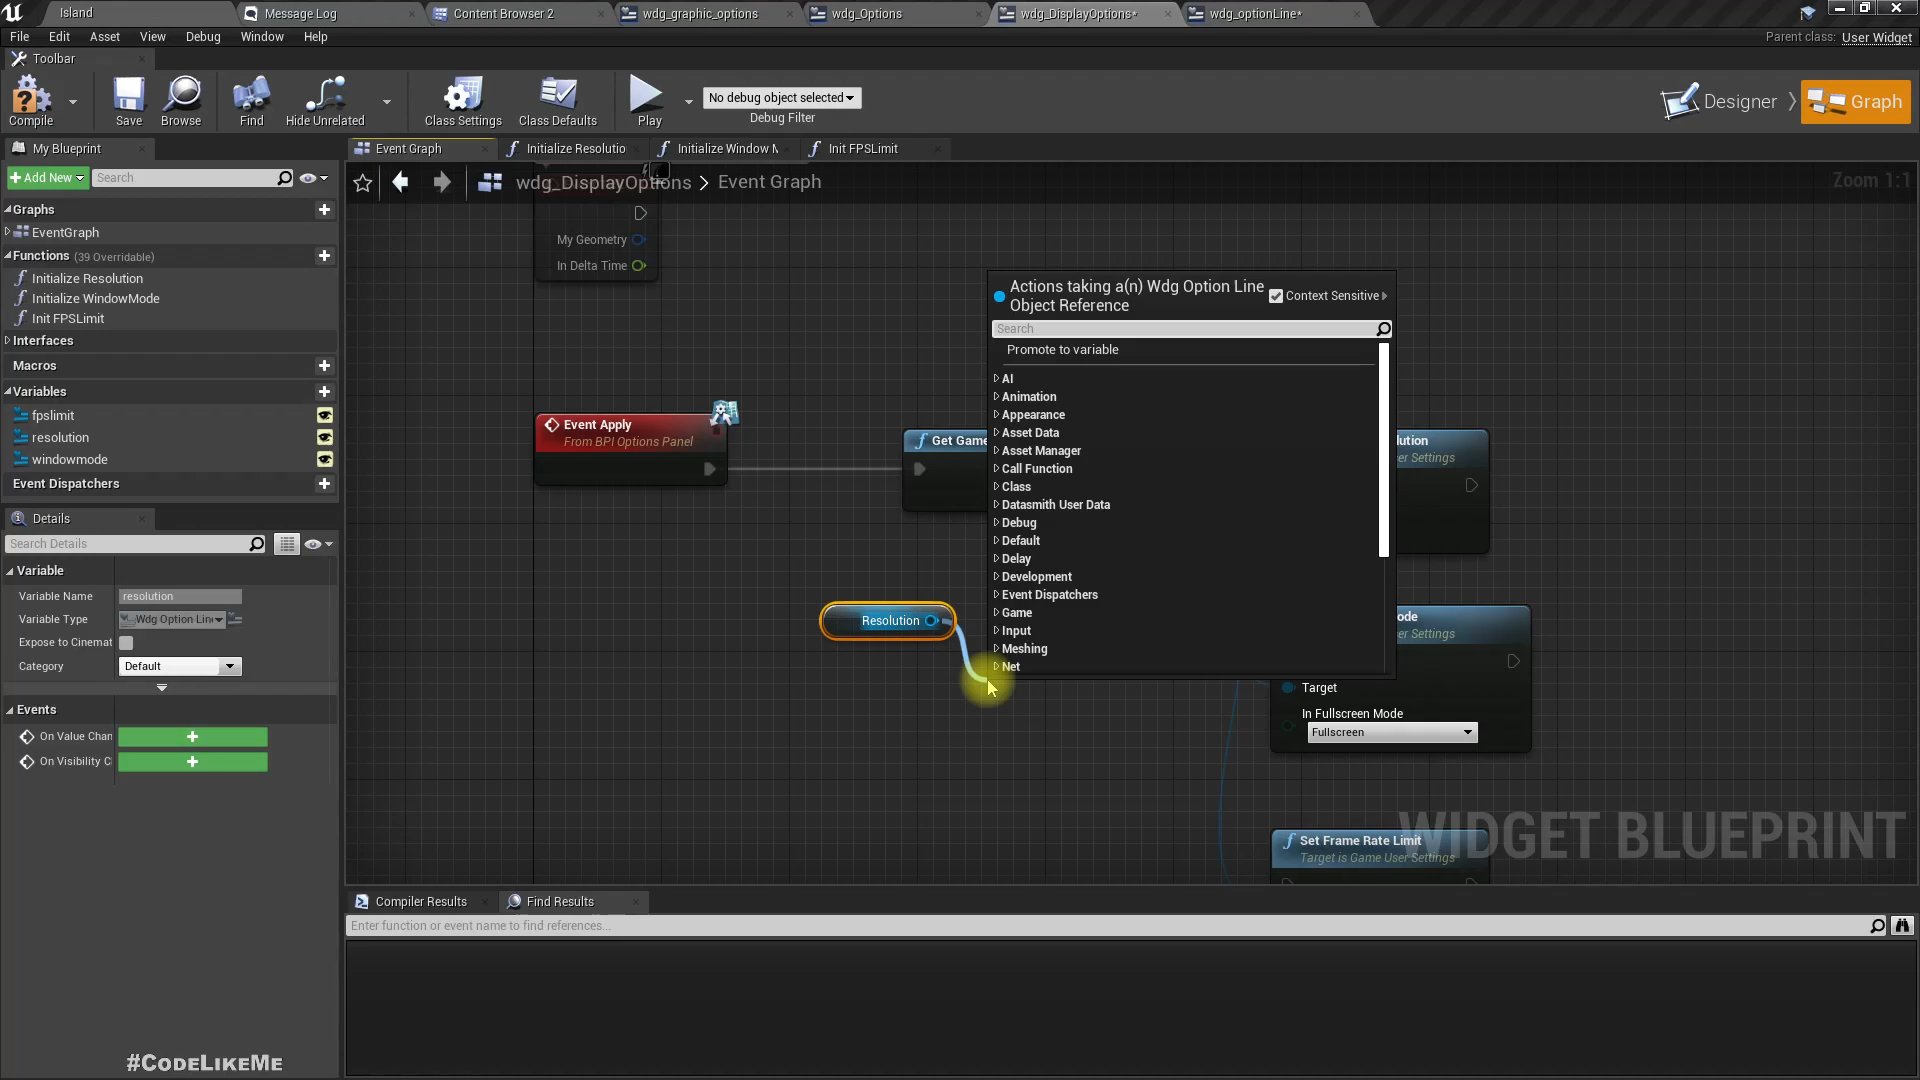 Island
Message Log
Content Browser 2
wdg_graphic_options
wdg_Options
wdg_DisplayOptions*
wdg_optionLine*
File Edit Asset View Debug Window Help
Parent class: User Widget
Toolbar
Compile
Save
Browse
Find
Hide Unrelated
Class Settings
Class Defaults
Play
No debug object selected
Debug Filter
Designer
Graph
My Blueprint
Event Graph
Initialize Resolutio
Initialize Window M
Init FPSLimit
Add New
Search
wdg_DisplayOptions > Event Graph
Zoom 1:1
Graphs
EventGraph
Functions (39 Overridable)
Initialize Resolution
Initialize WindowMode
Init FPSLimit
Interfaces
Macros
Variables
fpslimit
resolution
windowmode
Event Dispatchers
Details
Search Details
Variable
Variable Name resolution
Variable Type Wdg Option Lin
Expose to Cinemat
Category Default
Events
On Value Chan
On Visibility C
My Geometry
In Delta Time
Event Apply
From BPI Options Panel
Get Game
Resolution
Actions taking a(n) Wdg Option Line
Object Reference
Context Sensitive
Search
Promote to variable
AI
Animation
Appearance
Asset Data
Asset Manager
Call Function
Class
Datasmith User Data
Debug
Default
Delay
Development
Event Dispatchers
Game
Input
Meshing
Net
lution
er Settings
ode
er Settings
Target
In Fullscreen Mode
Fullscreen
Set Frame Rate Limit
Target is Game User Settings
WIDGET BLUEPRINT
Compiler Results
Find Results
Enter function or event name to find references...
#CodeLikeMe